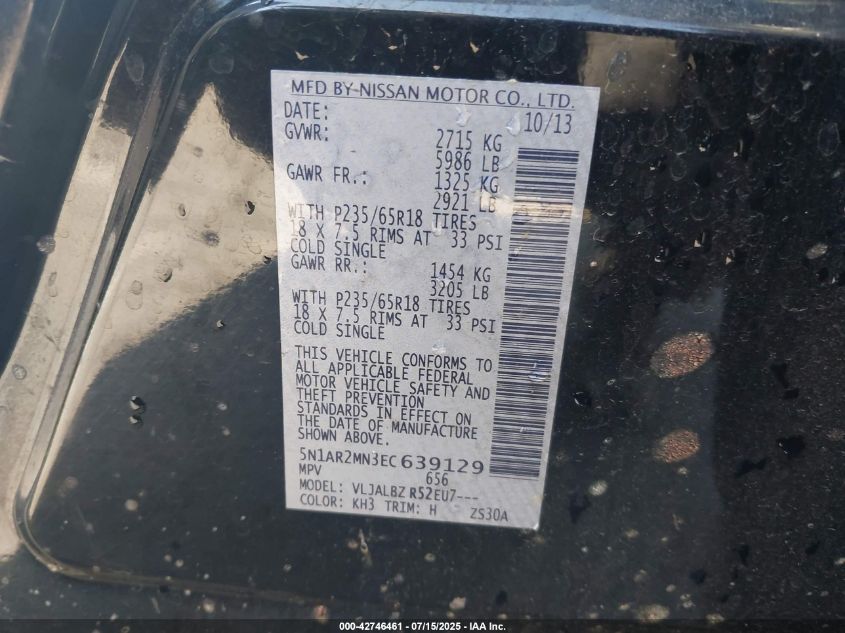 MFD BY-NISSAN MOTOR CO., LTD.
DATE: 10/13
GVWR: 2715 KG
5986 LB
GAWR FR.: 1325 KG
2921 LB
WITH P235/65R18 TIRES
18 X 7.5 RIMS AT 33 PSI
COLD SINGLE
GAWR RR.: 1454 KG
3205 LB
WITH P235/65R18 TIRES
18 X 7.5 RIMS AT 33 PSI
COLD SINGLE
THIS VEHICLE CONFORMS TO
ALL APPLICABLE FEDERAL
MOTOR VEHICLE SAFETY AND
THEFT PREVENTION
STANDARDS IN EFFECT ON
THE DATE OF MANUFACTURE
SHOWN ABOVE.
5N1AR2MN3EC639129
MPV 656
MODEL: VLJALBZ R52EU7---
COLOR: KH3 TRIM: H ZS30A
000-42746461 - 07/15/2025 - IAA Inc.